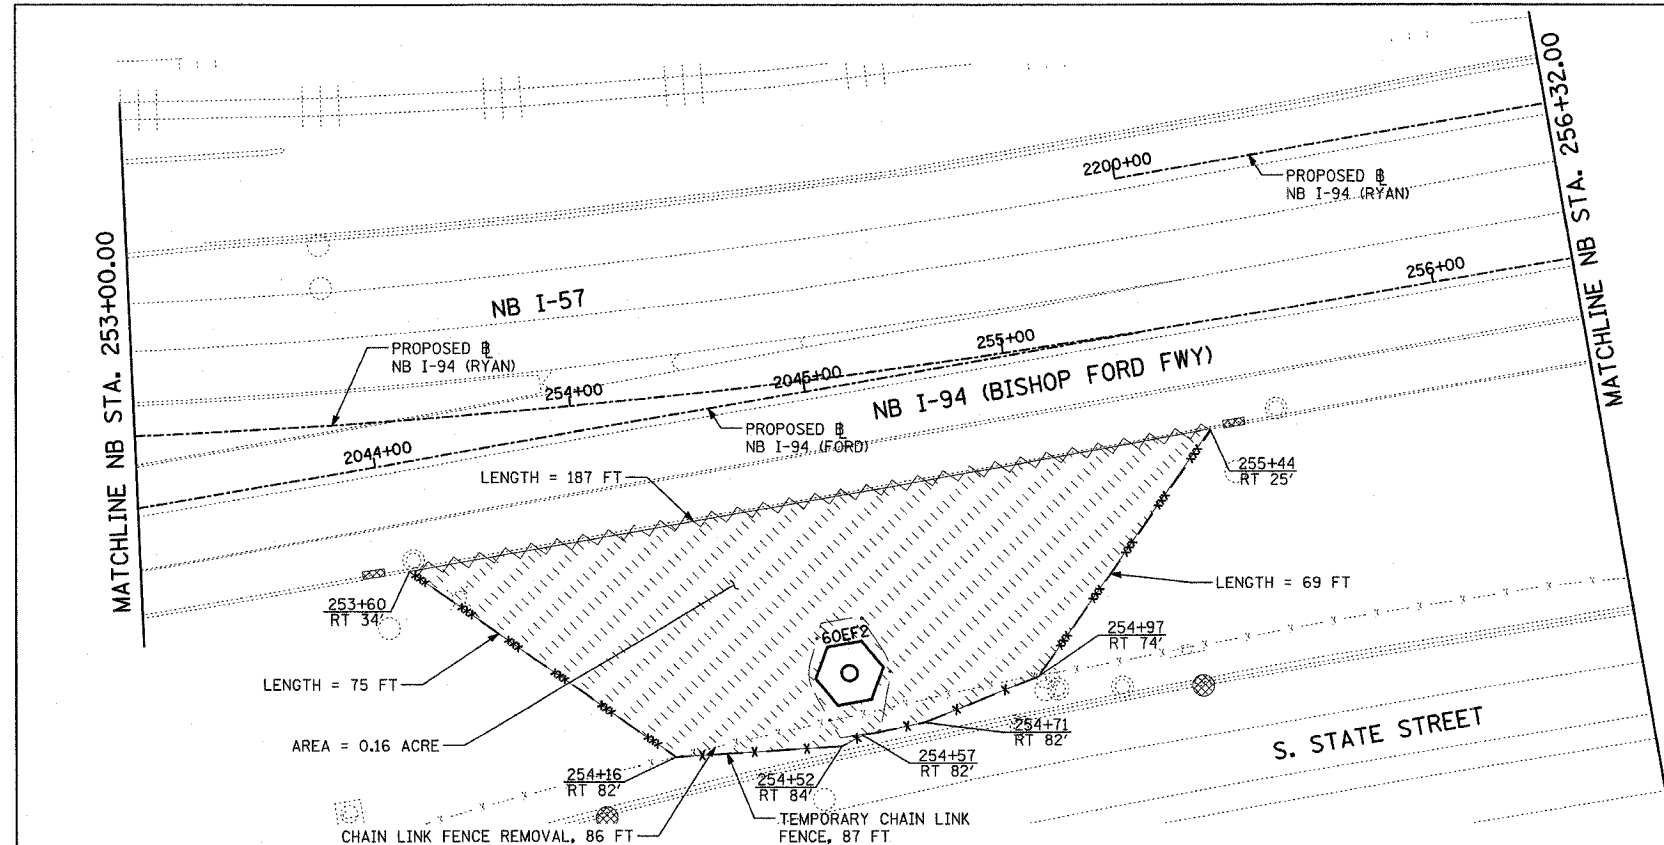 MATCHLINE NB STA. 253+00.00
MATCHLINE NB STA. 256+32.00
2200+00
PROPOSED ⅊
NB I-94 (RYAN)
256+00
NB I-57
PROPOSED ⅊
NB I-94 (RYAN)
255+00
254+00
2045+00
NB I-94 (BISHOP FORD FWY)
PROPOSED ⅊
NB I-94 (FORD)
2044+00
LENGTH = 187 FT
255+44
RT 25'
LENGTH = 69 FT
253+60
RT 34'
60EF2
254+97
RT 74'
LENGTH = 75 FT
AREA = 0.16 ACRE
254+71
RT 82'
S. STATE STREET
254+57
RT 82'
254+16
RT 82'
254+52
RT 84'
TEMPORARY CHAIN LINK
FENCE, 87 FT
CHAIN LINK FENCE REMOVAL, 86 FT